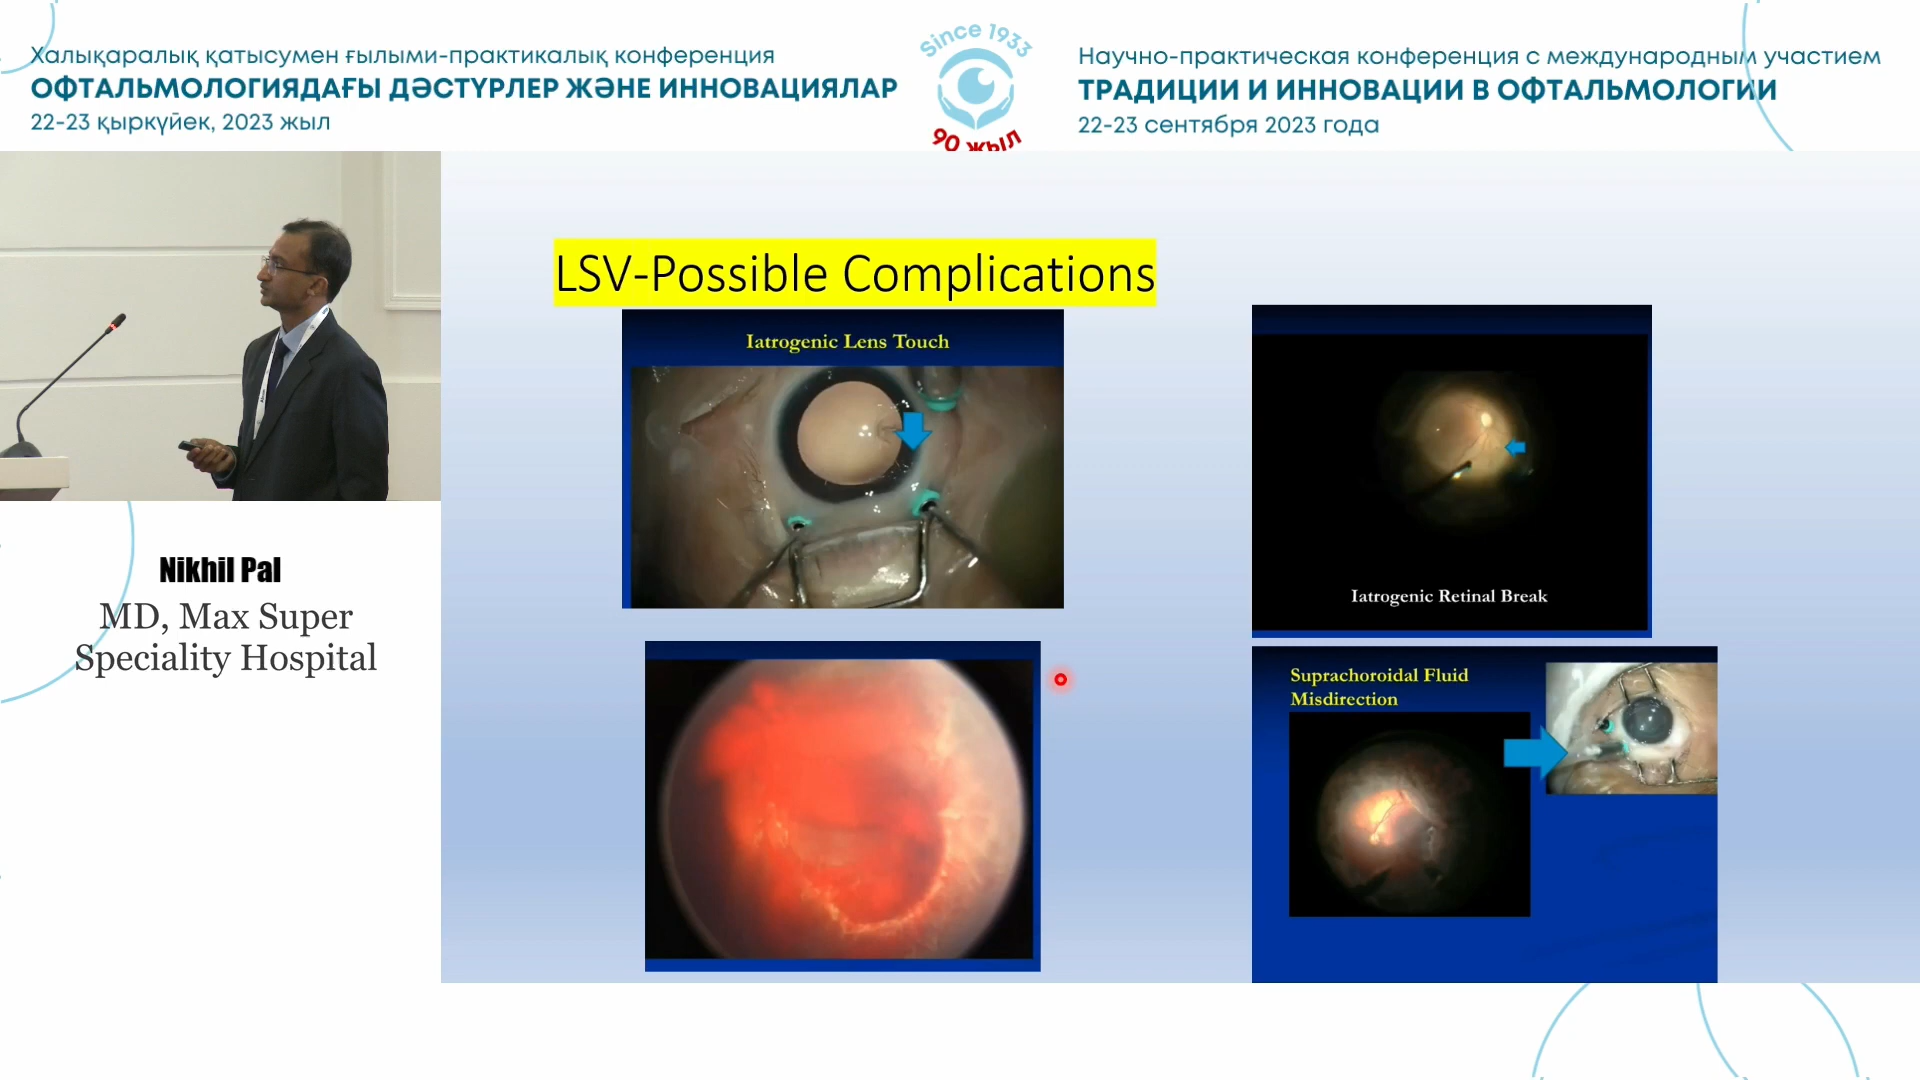 Халықаралық қатысумен ғылыми-практикалық конференция
ОФТАЛЬМОЛОГИЯДАҒЫ ДӘСТҮРЛЕР ЖӘНЕ ИННОВАЦИЯЛАР
22-23 қыркүйек, 2023 жыл
Since 1933
90 жыл
Научно-практическая конференция с международным участием
ТРАДИЦИИ И ИННОВАЦИИ В ОФТАЛЬМОЛОГИИ
22-23 сентября 2023 года
LSV-Possible Complications
Iatrogenic Lens Touch
Iatrogenic Retinal Break
Suprachoroidal Fluid
Misdirection
Nikhil Pal
MD, Max Super
Speciality Hospital